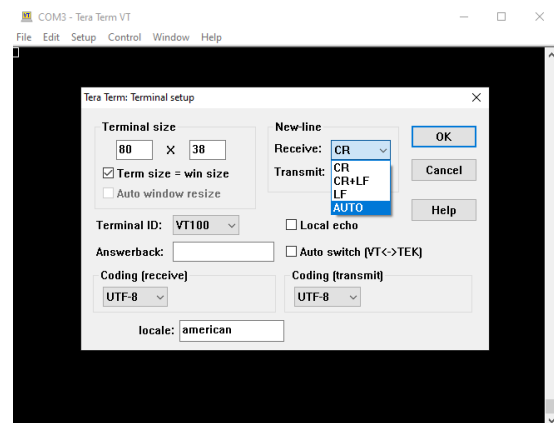 COM3 - Tera Term VT
File Edit Setup Control Window Help
Tera Term: Terminal setup
Terminal size
80 X 38
Term size = win size
Auto window resize
New-line
Receive: CR
CR
CR+LF
LF
AUTO
Transmit:
OK
Cancel
Help
Terminal ID: VT100
Local echo
Answerback:
Auto switch (VT<->TEK)
Coding (receive)
UTF-8
Coding (transmit)
UTF-8
locale: american